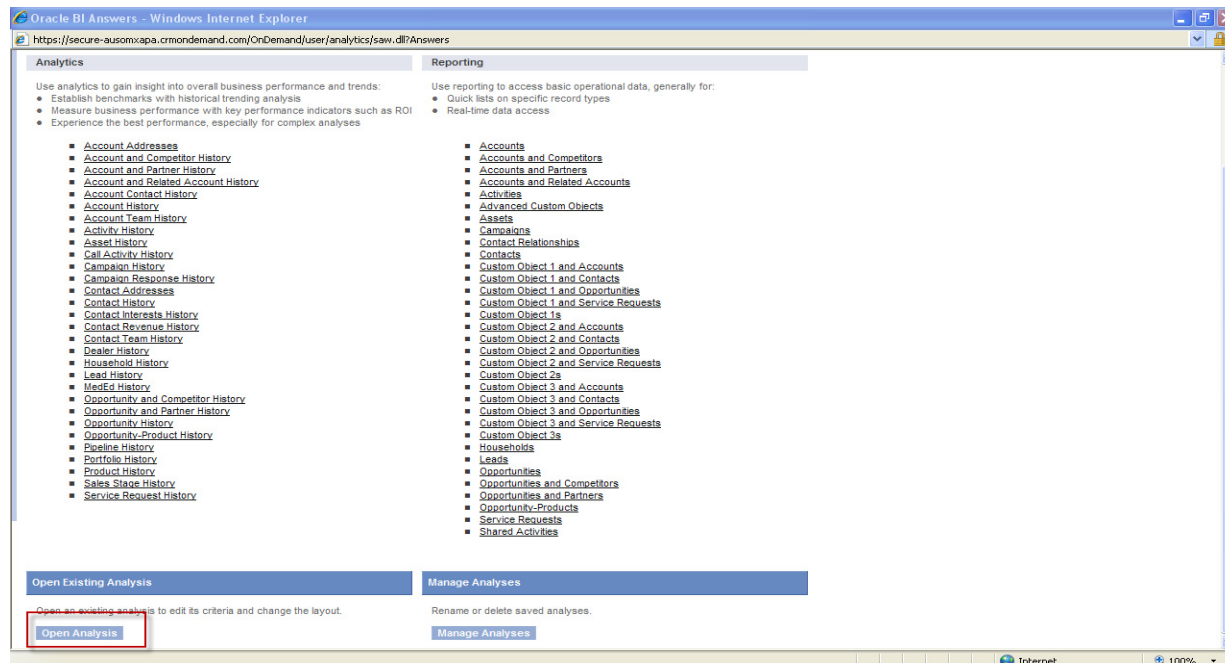 Oracle BI Answers - Windows Internet Explorer
https://secure-ausomxapa.crmondemand.com/OnDemand/user/analytics/saw.dll?Answers
Analytics
Use analytics to gain insight into overall business performance and trends:
Establish benchmarks with historical trending analysis
Measure business performance with key performance indicators such as ROI
Experience the best performance, especially for complex analyses
Account Addresses
Account and Competitor History
Account and Partner History
Account and Related Account History
Account Contact History
Account History
Account Team History
Activity History
Asset History
Call Activity History
Campaign History
Campaign Response History
Contact Addresses
Contact History
Contact Interests History
Contact Revenue History
Contact Team History
Dealer History
Household History
Lead History
MedEd History
Opportunity and Competitor History
Opportunity and Partner History
Opportunity History
Opportunity-Product History
Pipeline History
Portfolio History
Product History
Sales Stage History
Service Request History
Reporting
Use reporting to access basic operational data, generally for:
Quick lists on specific record types
Real-time data access
Accounts
Accounts and Competitors
Accounts and Partners
Accounts and Related Accounts
Activities
Advanced Custom Objects
Assets
Campaigns
Contact Relationships
Contacts
Custom Object 1 and Accounts
Custom Object 1 and Contacts
Custom Object 1 and Opportunities
Custom Object 1 and Service Requests
Custom Object 1s
Custom Object 2 and Accounts
Custom Object 2 and Contacts
Custom Object 2 and Opportunities
Custom Object 2 and Service Requests
Custom Object 2s
Custom Object 3 and Accounts
Custom Object 3 and Contacts
Custom Object 3 and Opportunities
Custom Object 3 and Service Requests
Custom Object 3s
Households
Leads
Opportunities
Opportunities and Competitors
Opportunities and Partners
Opportunity-Products
Service Requests
Shared Activities
Open Existing Analysis
Open an existing analysis to edit its criteria and change the layout.
Open Analysis
Manage Analyses
Rename or delete saved analyses.
Manage Analyses
Internet
100%